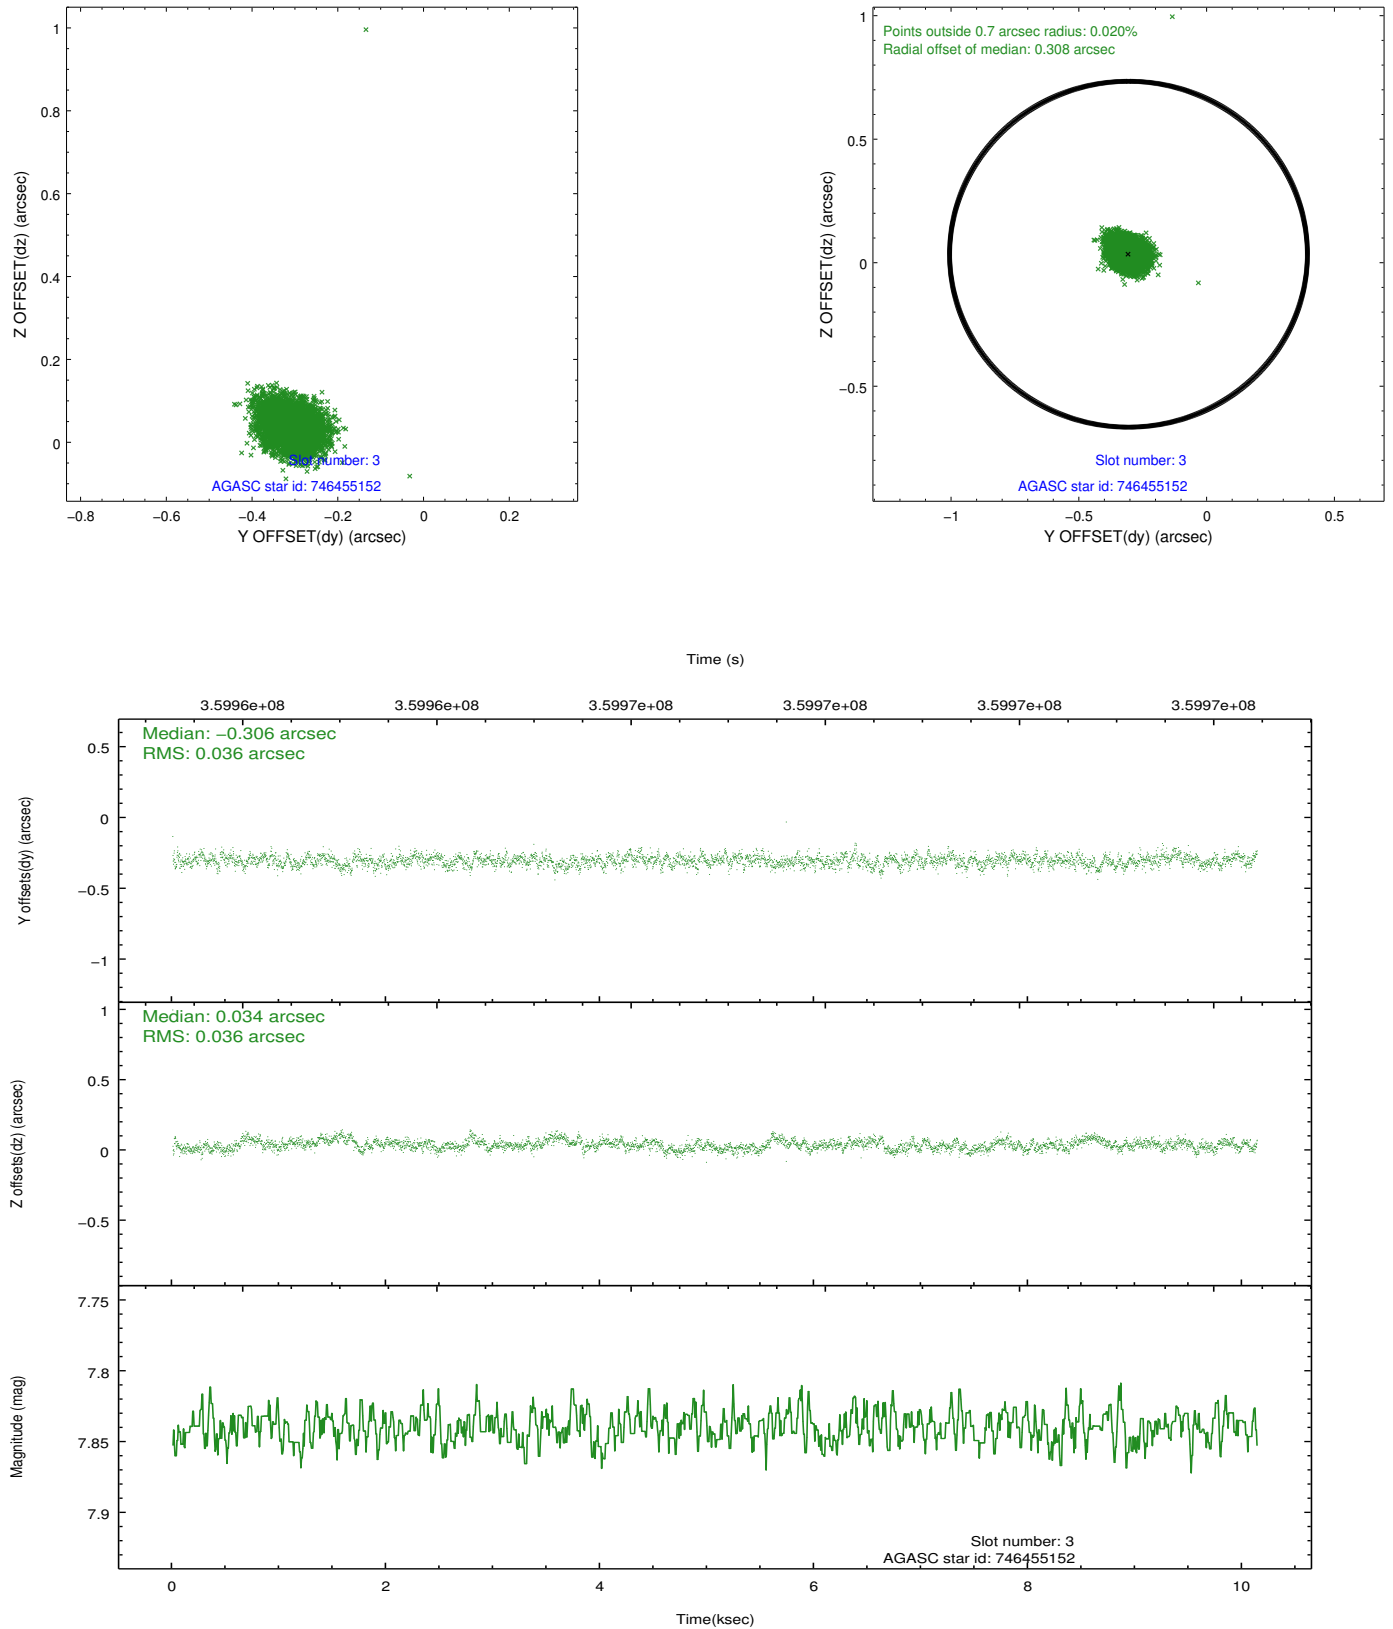 1
0.8
0.6
0.4
0.2
0
Z OFFSET(dz) (arcsec)
Slot number: 3
AGASC star id: 746455152
−0.8 −0.6 −0.4 −0.2 0 0.2
Y OFFSET(dy) (arcsec)
Points outside 0.7 arcsec radius: 0.020%
Radial offset of median: 0.308 arcsec
1
0.5
0
−0.5
Z OFFSET(dz) (arcsec)
Slot number: 3
AGASC star id: 746455152
−1 −0.5 0 0.5
Y OFFSET(dy) (arcsec)
Time (s)
3.5996e+08 3.5996e+08 3.5997e+08 3.5997e+08 3.5997e+08 3.5997e+08
Median: −0.306 arcsec
RMS: 0.036 arcsec
0.5
0
−0.5
−1
Y offsets(dy) (arcsec)
Median: 0.034 arcsec
RMS: 0.036 arcsec
1
0.5
0
−0.5
Z offsets(dz) (arcsec)
7.75
7.8
7.85
7.9
Magnitude (mag)
Slot number: 3
AGASC star id: 746455152
0 2 4 6 8 10
Time(ksec)